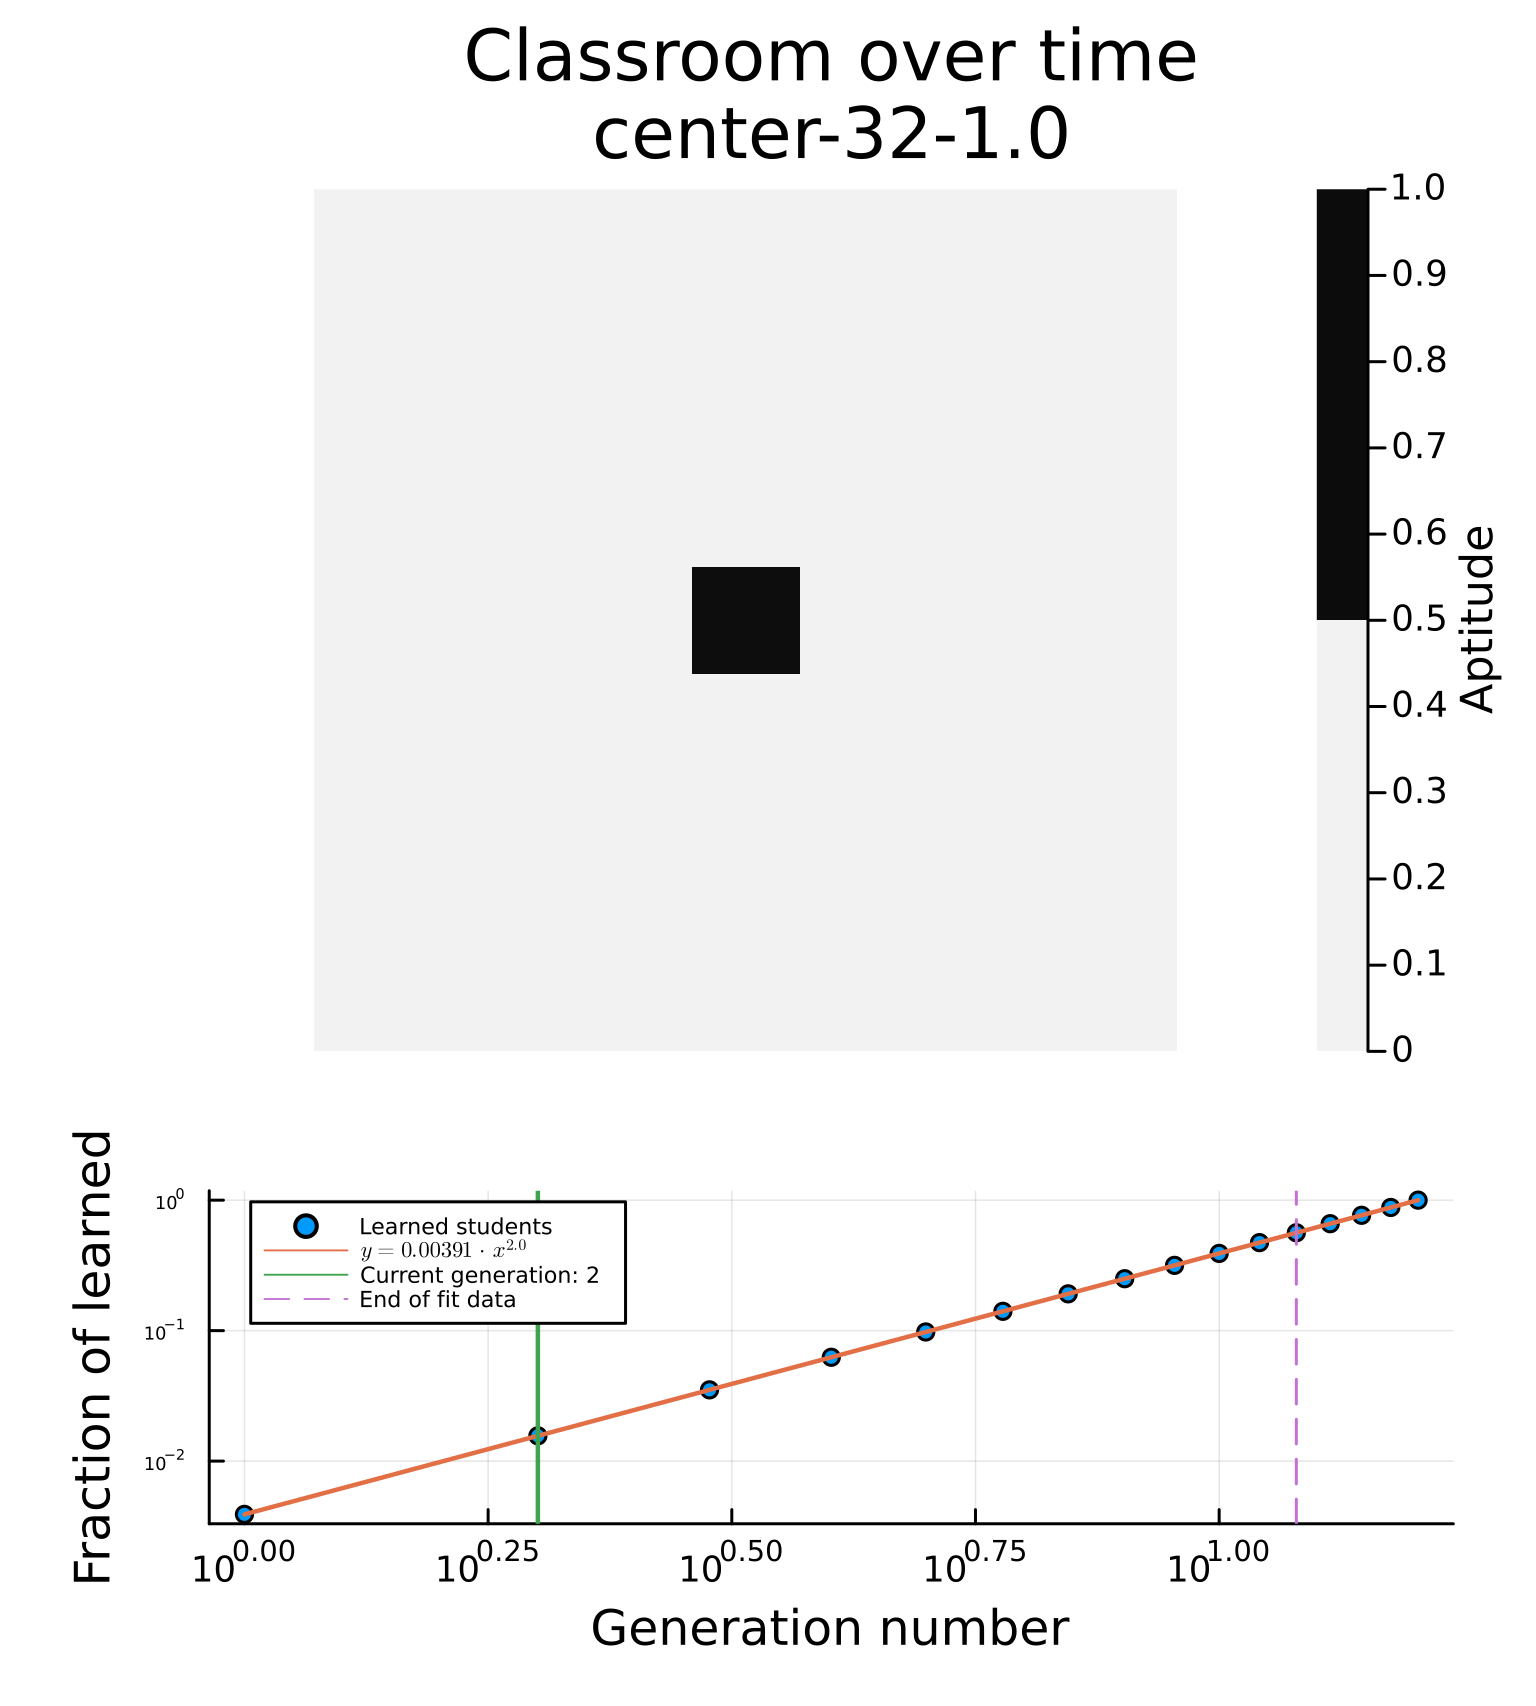 Classroom over time
center-32-1.0
1.0
0.9
0.8
0.7
0.6
0.5
0.4
0.3
0.2
0.1
0
Aptitude
Fraction of learned
10^0
10^−1
10^−2
Learned students
y = 0.00391 · x^2.0
Current generation: 2
End of fit data
10^0.00 10^0.25 10^0.50 10^0.75 10^1.00
Generation number